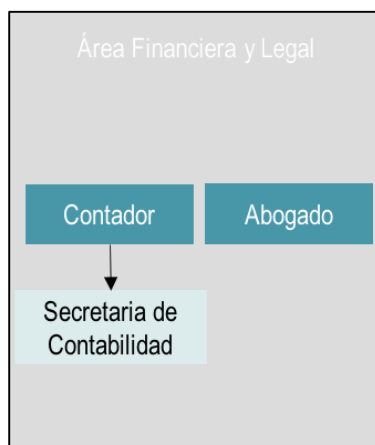 Área Financiera y Legal
Contador
Abogado
Secretaria de
Contabilidad